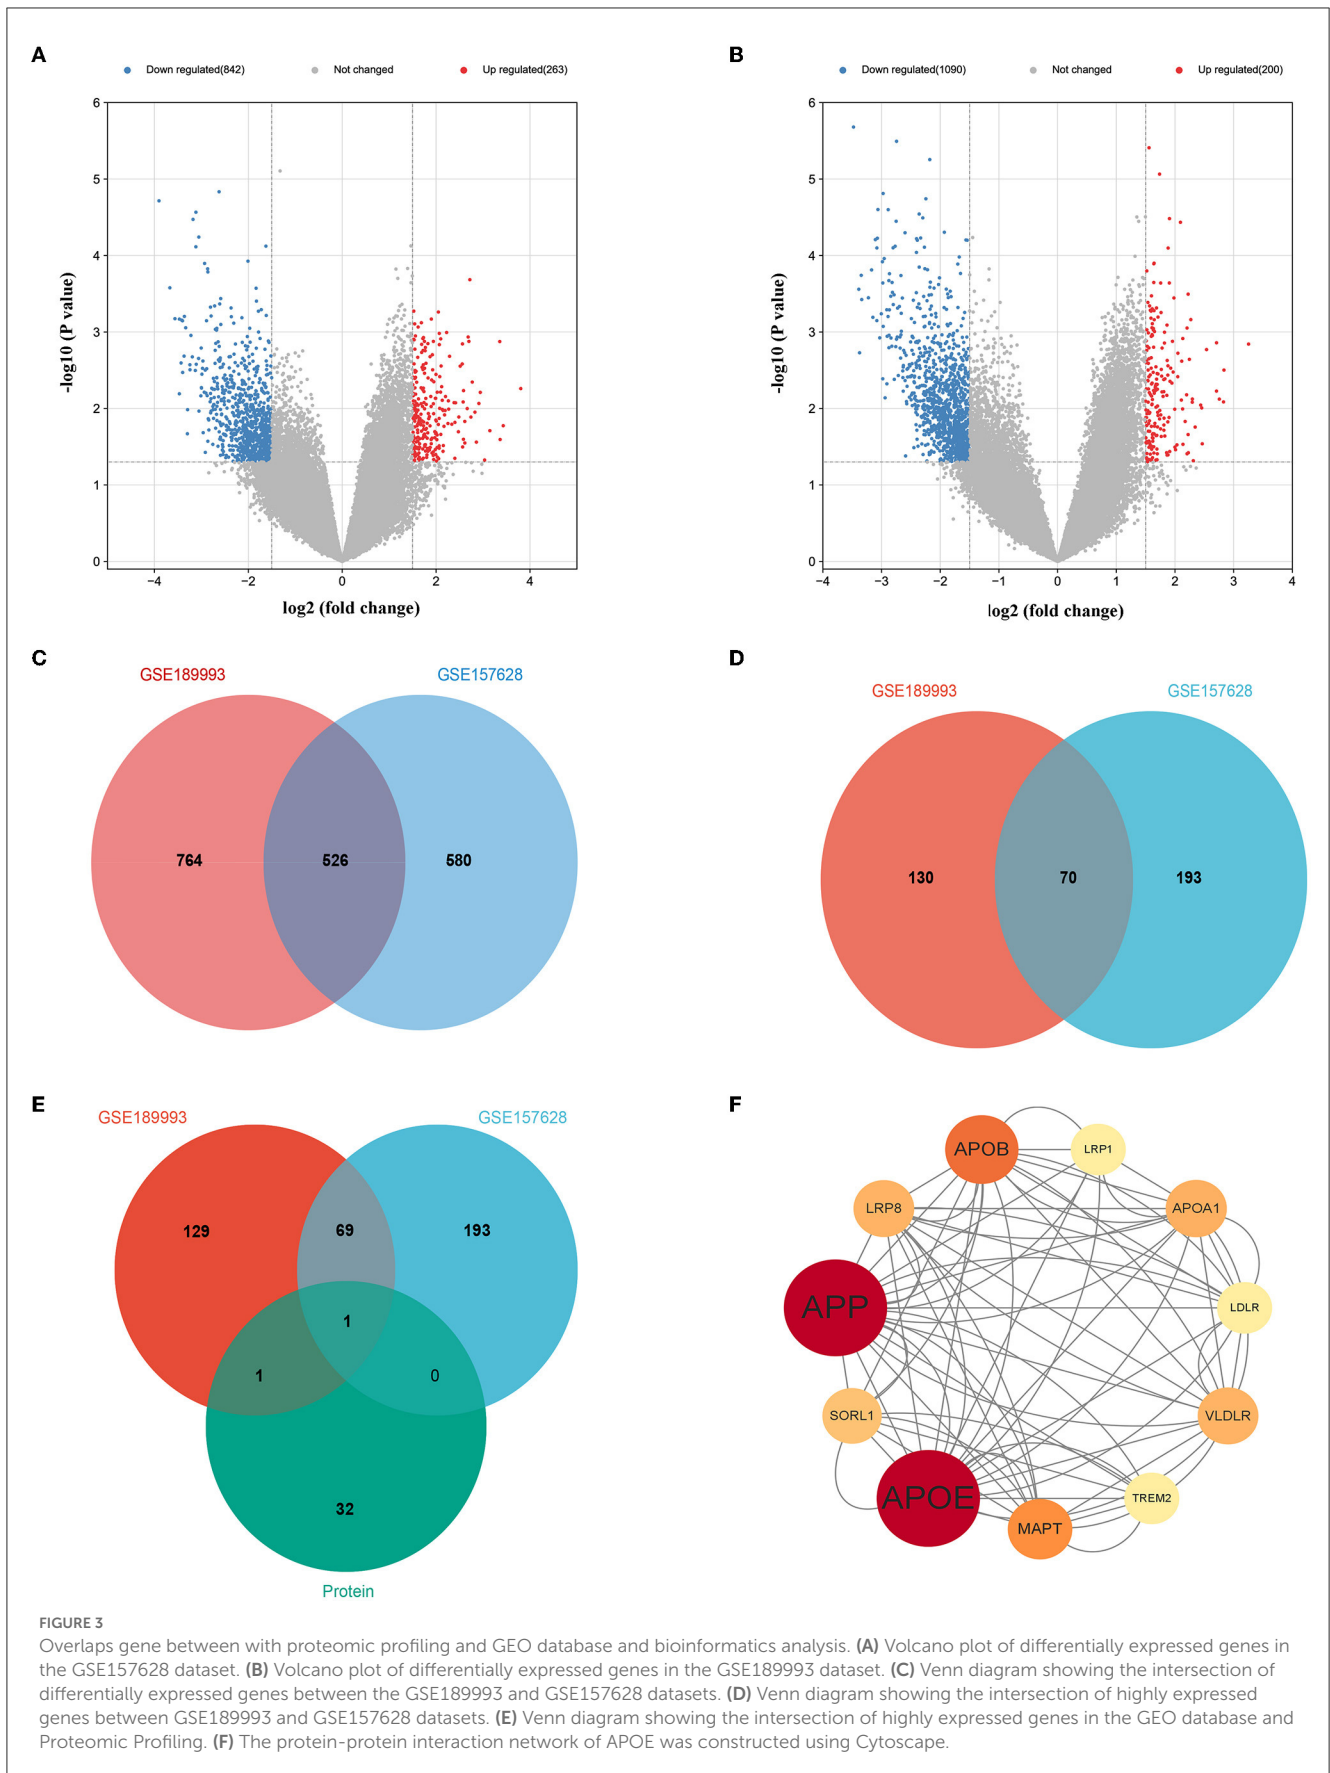 A
Down regulated(842)
Not changed
Up regulated(263)
6
5
4
3
2
1
0
-log10 (P value)
−4
−2
0
2
4
log2 (fold change)
B
Down regulated(1090)
Not changed
Up regulated(200)
6
5
4
3
2
1
0
-log10 (P value)
−4
−3
−2
−1
0
1
2
3
4
log2 (fold change)
C
GSE189993
GSE157628
764
526
580
D
GSE189993
GSE157628
130
70
193
E
GSE189993
GSE157628
129
69
193
1
1
0
32
Protein
F
APOB
LRP1
LRP8
APOA1
APP
LDLR
SORL1
VLDLR
APOE
TREM2
MAPT
FIGURE 3
Overlaps gene between with proteomic profiling and GEO database and bioinformatics analysis. (A) Volcano plot of differentially expressed genes in
the GSE157628 dataset. (B) Volcano plot of differentially expressed genes in the GSE189993 dataset. (C) Venn diagram showing the intersection of
differentially expressed genes between the GSE189993 and GSE157628 datasets. (D) Venn diagram showing the intersection of highly expressed
genes between GSE189993 and GSE157628 datasets. (E) Venn diagram showing the intersection of highly expressed genes in the GEO database and
Proteomic Profiling. (F) The protein-protein interaction network of APOE was constructed using Cytoscape.